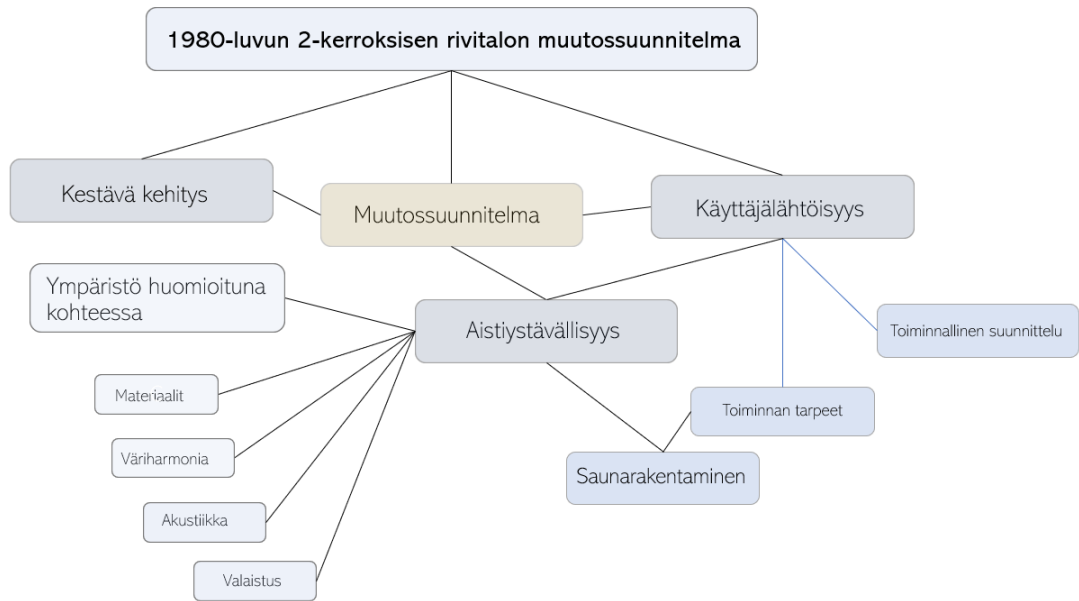 1980-luvun 2-kerroksisen rivitalon muutossuunnitelma
Kestävä kehitys
Muutossuunnitelma
Käyttäjälähtöisyys
Ympäristö huomioituna
kohteessa
Aistiystävällisyys
Toiminnallinen suunnittelu
Materiaalit
Toiminnan tarpeet
Väriharmonia
Saunarakentaminen
Akustiikka
Valaistus